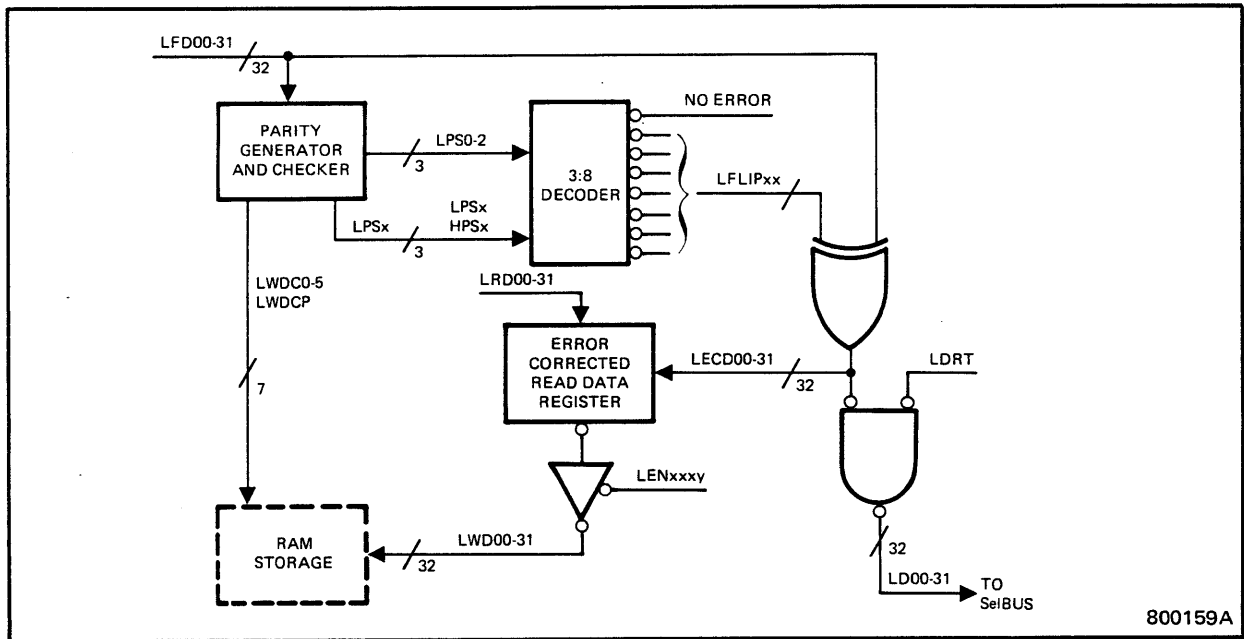 LFD00-31
32
PARITY
GENERATOR
AND CHECKER
LPS0-2
3
LPSx
3
LPSx
HPSx
3:8
DECODER
NO ERROR
LFLIPxx
LWDC0-5
LWDCP
7
LRD00-31
ERROR
CORRECTED
READ DATA
REGISTER
LECD00-31
32
LDRT
LENxxxy
RAM
STORAGE
LWD00-31
32
32
LD00-31
TO
SelBUS
800159A